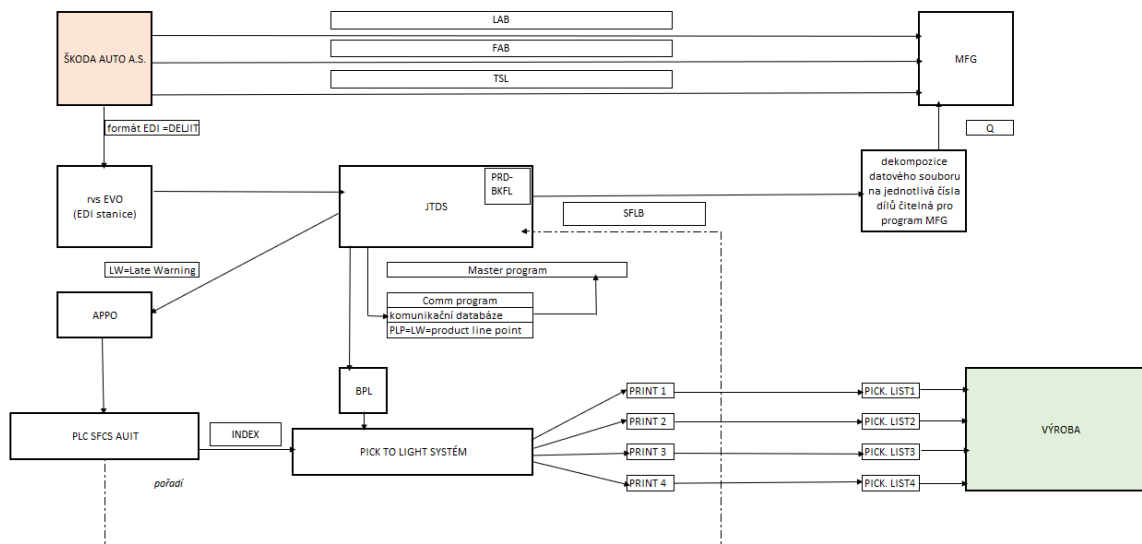 LAB
ŠKODA AUTO A.S.
FAB
MFG
TSL
formát EDI =DELJIT
Q
rvs EVO
(EDI stanice)
JTDS
PRD-
BKFL
SFLB
dekompozice
datového souboru
na jednotlivá čísla
dílů čitelná pro
program MFG
LW=Late Warning
Master program
APPO
Comm program
komunikační databáze
PLP=LW=product line point
BPL
PRINT 1
PICK. LIST1
PLC SFCS AUIT
INDEX
PICK TO LIGHT SYSTÉM
PRINT 2
PICK. LIST2
VÝROBA
PRINT 3
PICK. LIST3
pořadí
PRINT 4
PICK. LIST4